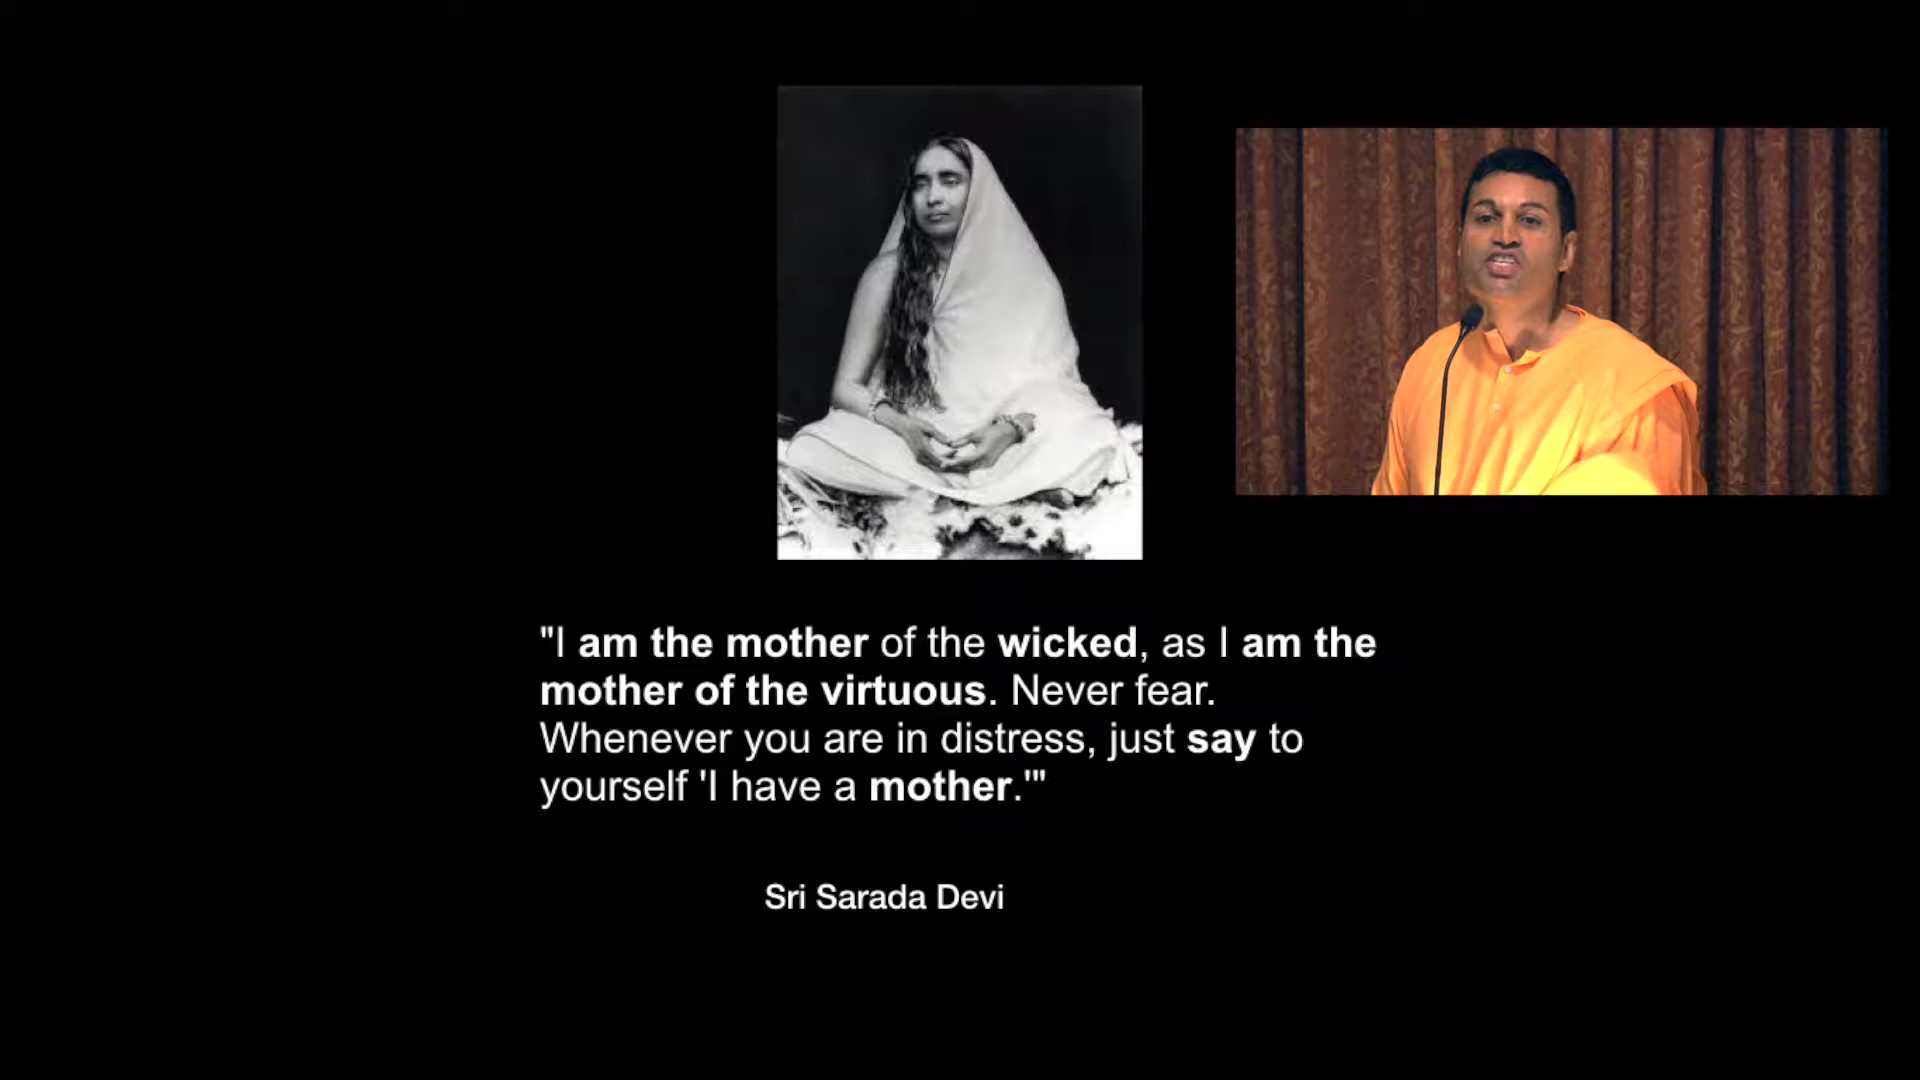 "I am the mother of the wicked, as I am the
mother of the virtuous. Never fear.
Whenever you are in distress, just say to
yourself 'I have a mother.'"
Sri Sarada Devi